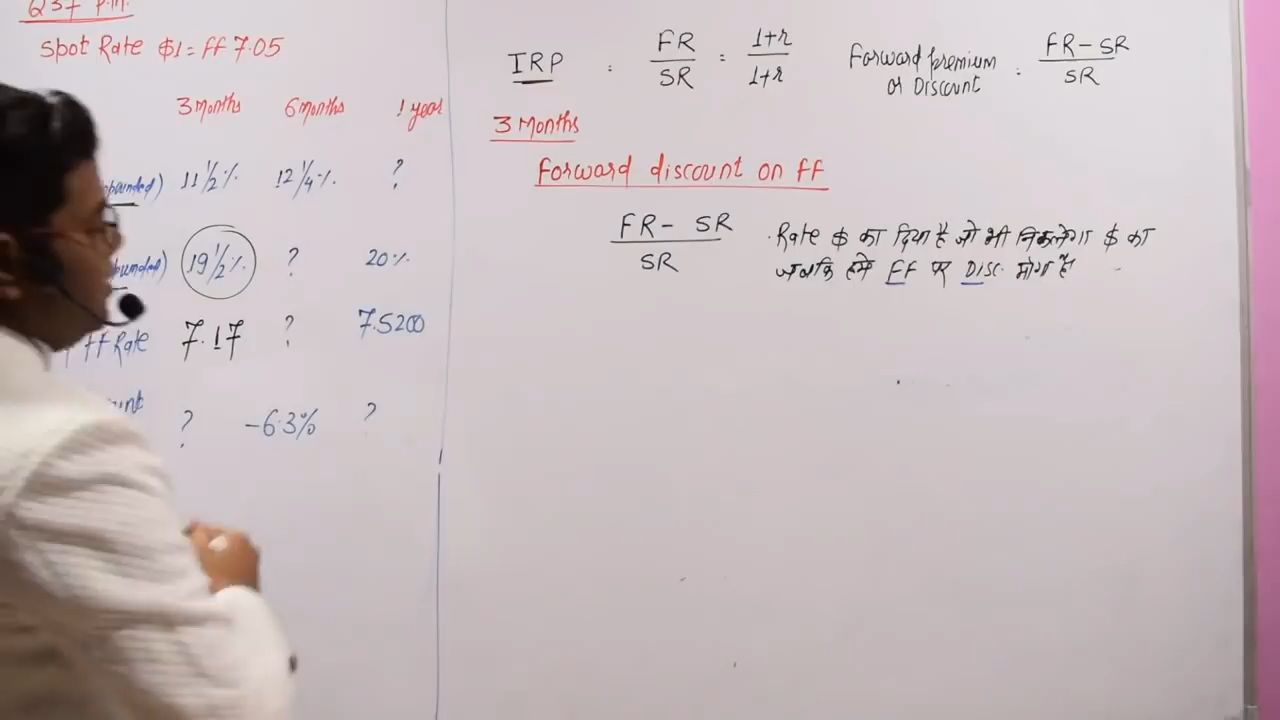 Q37 P.M.
Spot Rate $1 = FF 7.05
3 Months 6 Months 1 year
11 1/2 % 12 1/4 % ?
19 1/2 % ? 20 %
FF Rate 7.17 ? 7.5200
? -6.3% ?
IRP : FR/SR = 1+r/1+r
Forward premium or Discount : FR - SR/SR
3 Months
Forward discount on FF
FR - SR
SR
Rate $ का दिया है जो भी निकलेगा $ का
जबकि हमे FF पर Disc. मांगा है